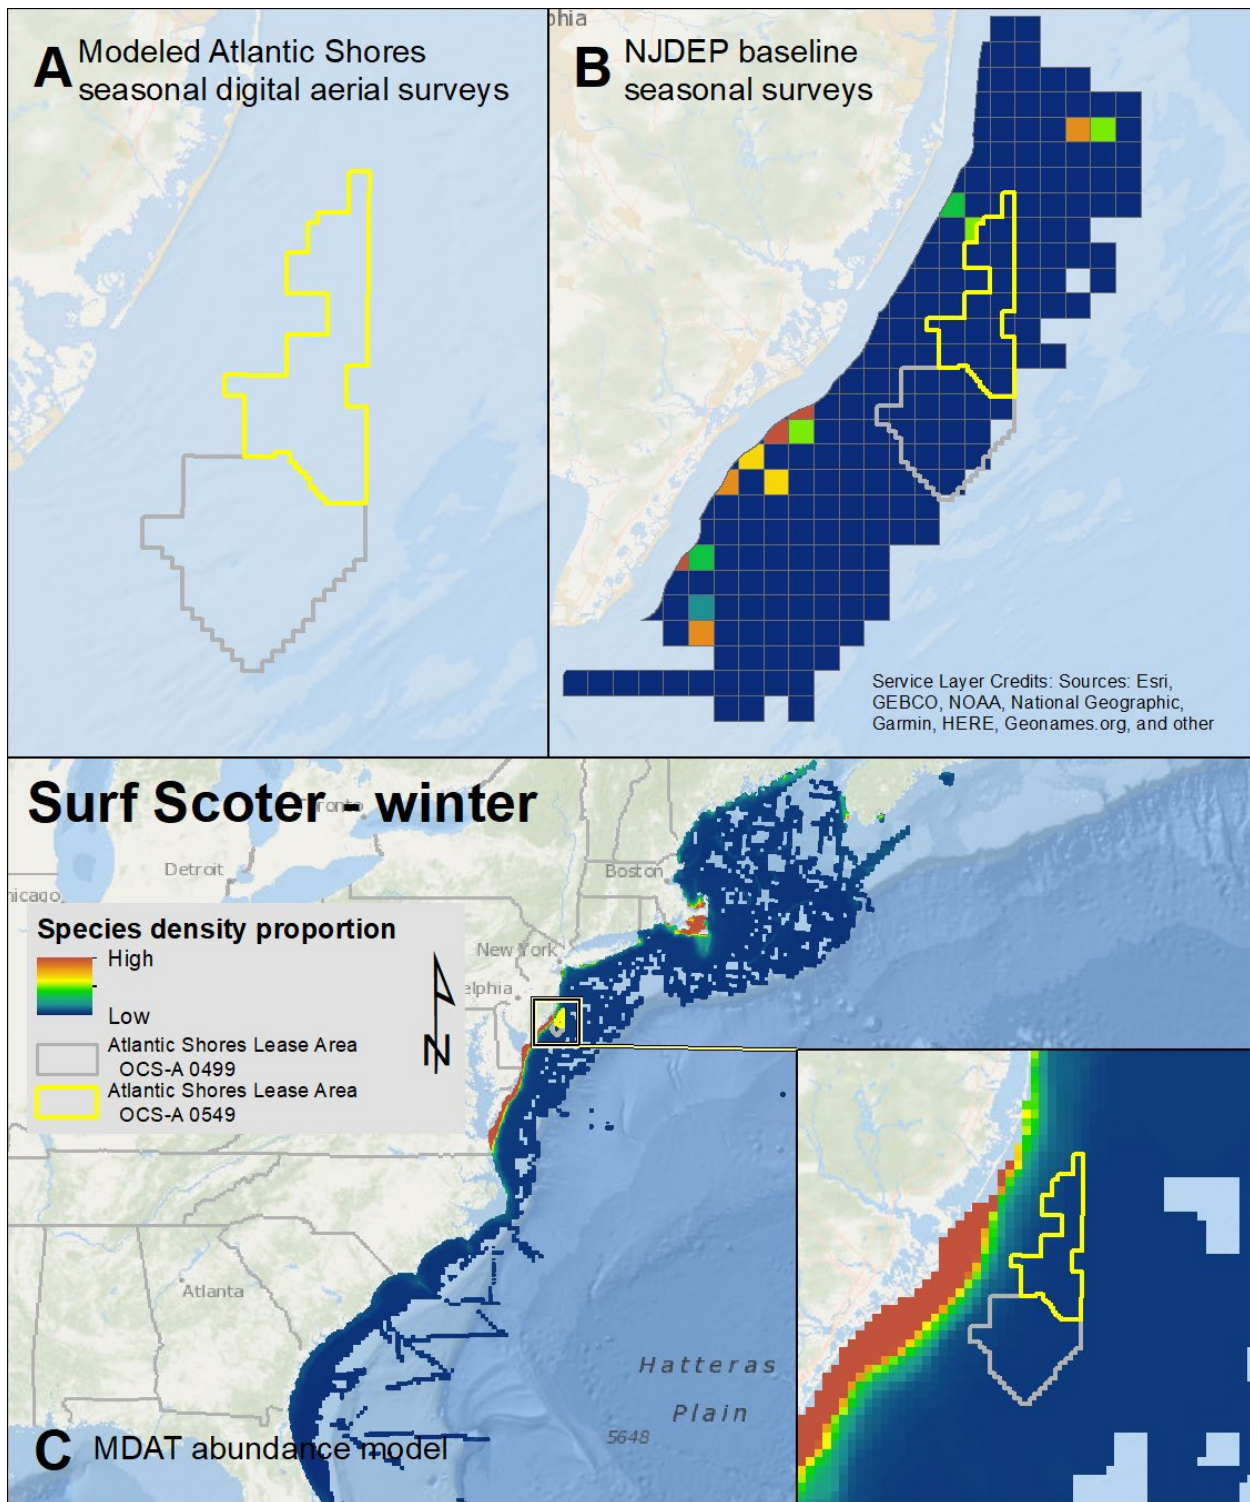 phia
A Modeled Atlantic Shores
seasonal digital aerial surveys
B NJDEP baseline
seasonal surveys
Service Layer Credits: Sources: Esri,
GEBCO, NOAA, National Geographic,
Garmin, HERE, Geonames.org, and other
Surf Scoter - winter
Detroit
Boston
hicago
Species density proportion
High
Low
New York
elphia
N
Atlantic Shores Lease Area
OCS-A 0499
Atlantic Shores Lease Area
OCS-A 0549
Atlanta
Hatteras
Plain
5648
C MDAT abundance model